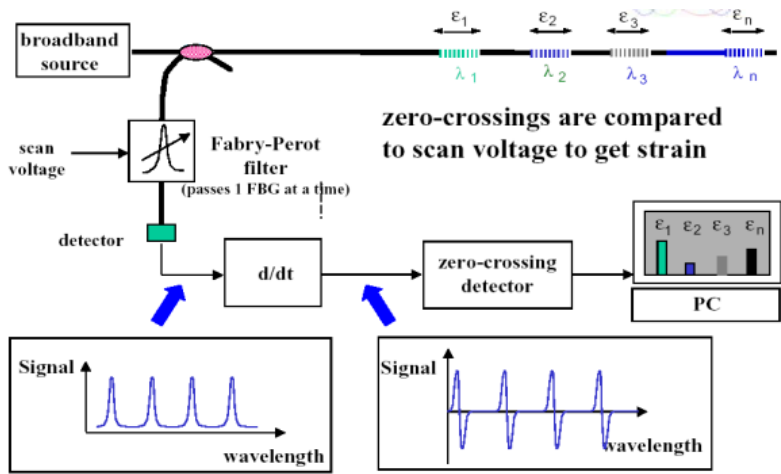 broadband
source
ε1 ε2 ε3 εn
λ1 λ2 λ3 λn
zero-crossings are compared
to scan voltage to get strain
scan
voltage
Fabry-Perot
filter
(passes 1 FBG at a time)
detector
d/dt
zero-crossing
detector
ε1 ε2 ε3 εn
PC
Signal
wavelength
Signal
wavelength